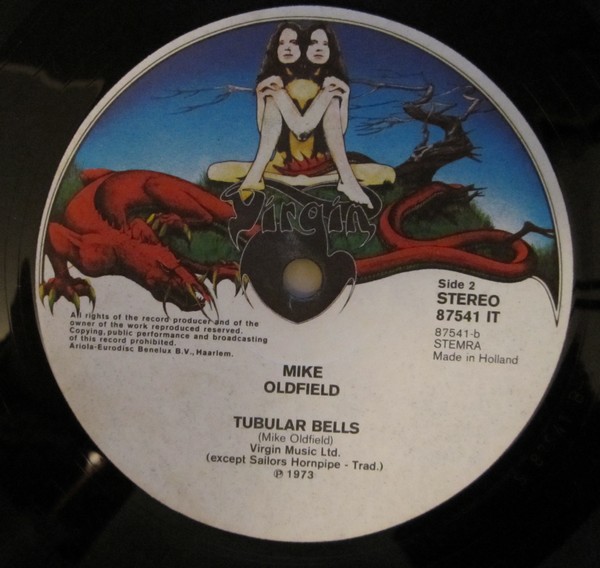 Virgin
Side 2
STEREO
87541 IT
87541-b
STEMRA
Made in Holland
All rights of the record producer and of the
owner of the work reproduced reserved.
Copying, public performance and broadcasting
of this record prohibited.
Ariola-Eurodisc Benelux B.V., Haarlem.
MIKE
OLDFIELD
TUBULAR BELLS
(Mike Oldfield)
Virgin Music Ltd.
(except Sailors Hornpipe - Trad.)
℗ 1973